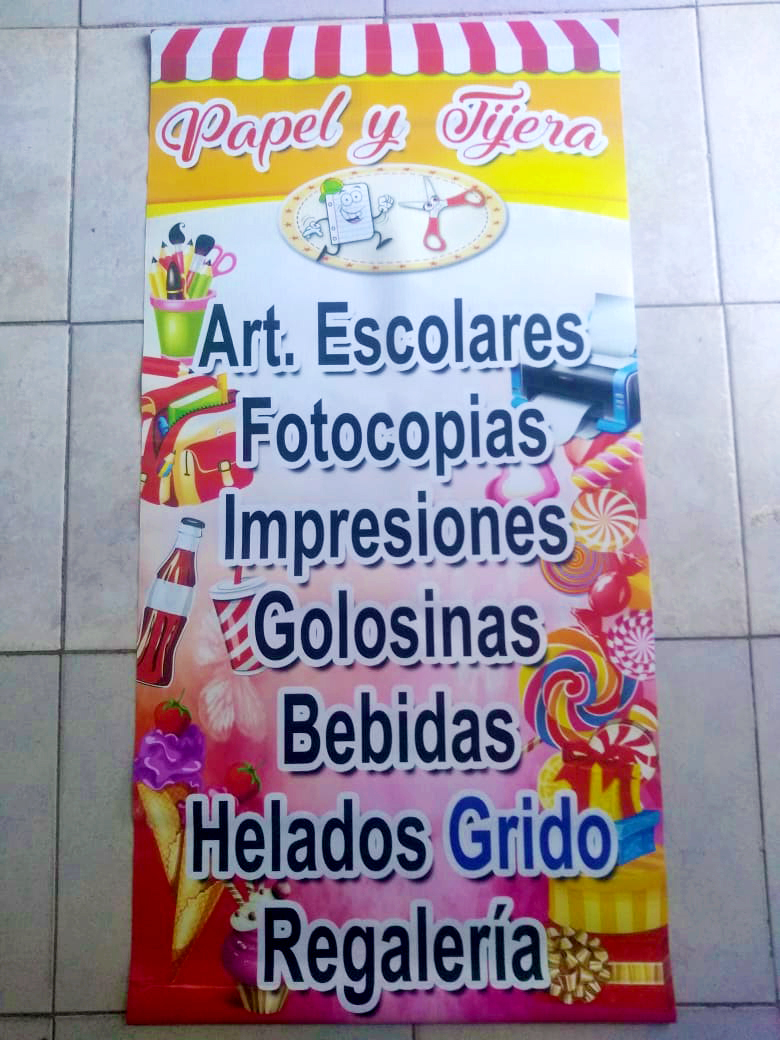 Papel y Tijera
Art. Escolares
Fotocopias
Impresiones
Golosinas
Bebidas
Helados Grido
Regalería